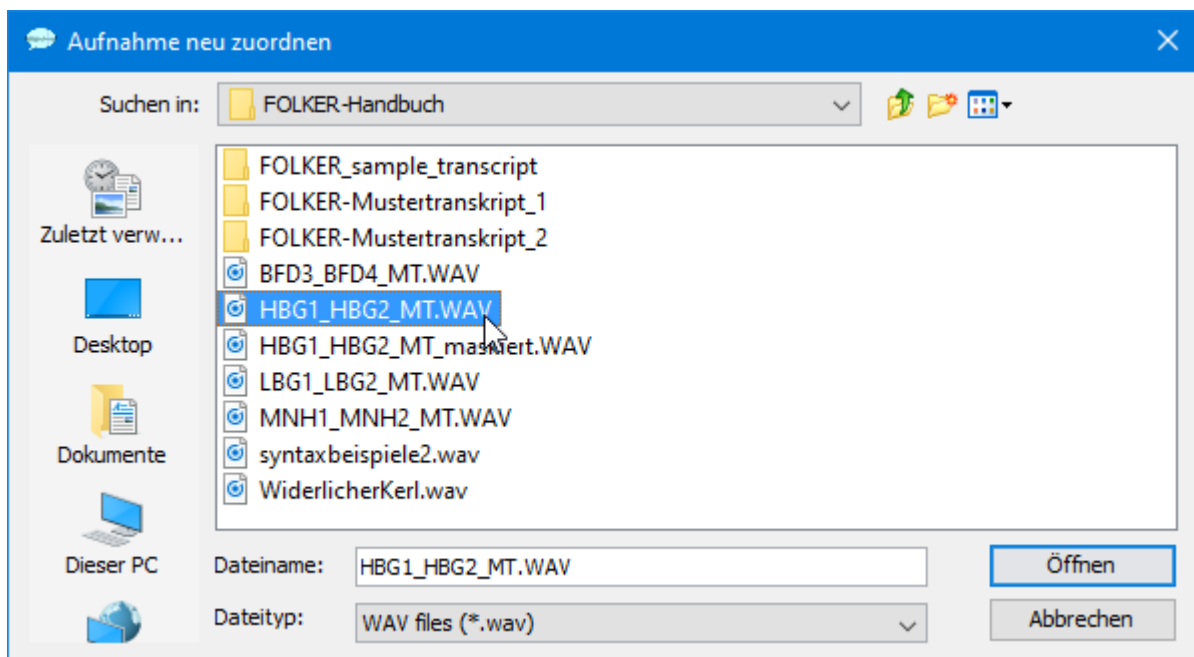 Aufnahme neu zuordnen
Suchen in:
FOLKER-Handbuch
Zuletzt verw...
Desktop
Dokumente
Dieser PC
FOLKER_sample_transcript
FOLKER-Mustertranskript_1
FOLKER-Mustertranskript_2
BFD3_BFD4_MT.WAV
HBG1_HBG2_MT.WAV
HBG1_HBG2_MT_maskiert.WAV
LBG1_LBG2_MT.WAV
MNH1_MNH2_MT.WAV
syntaxbeispiele2.wav
WiderlicherKerl.wav
Dateiname:
HBG1_HBG2_MT.WAV
Öffnen
Dateityp:
WAV files (*.wav)
Abbrechen